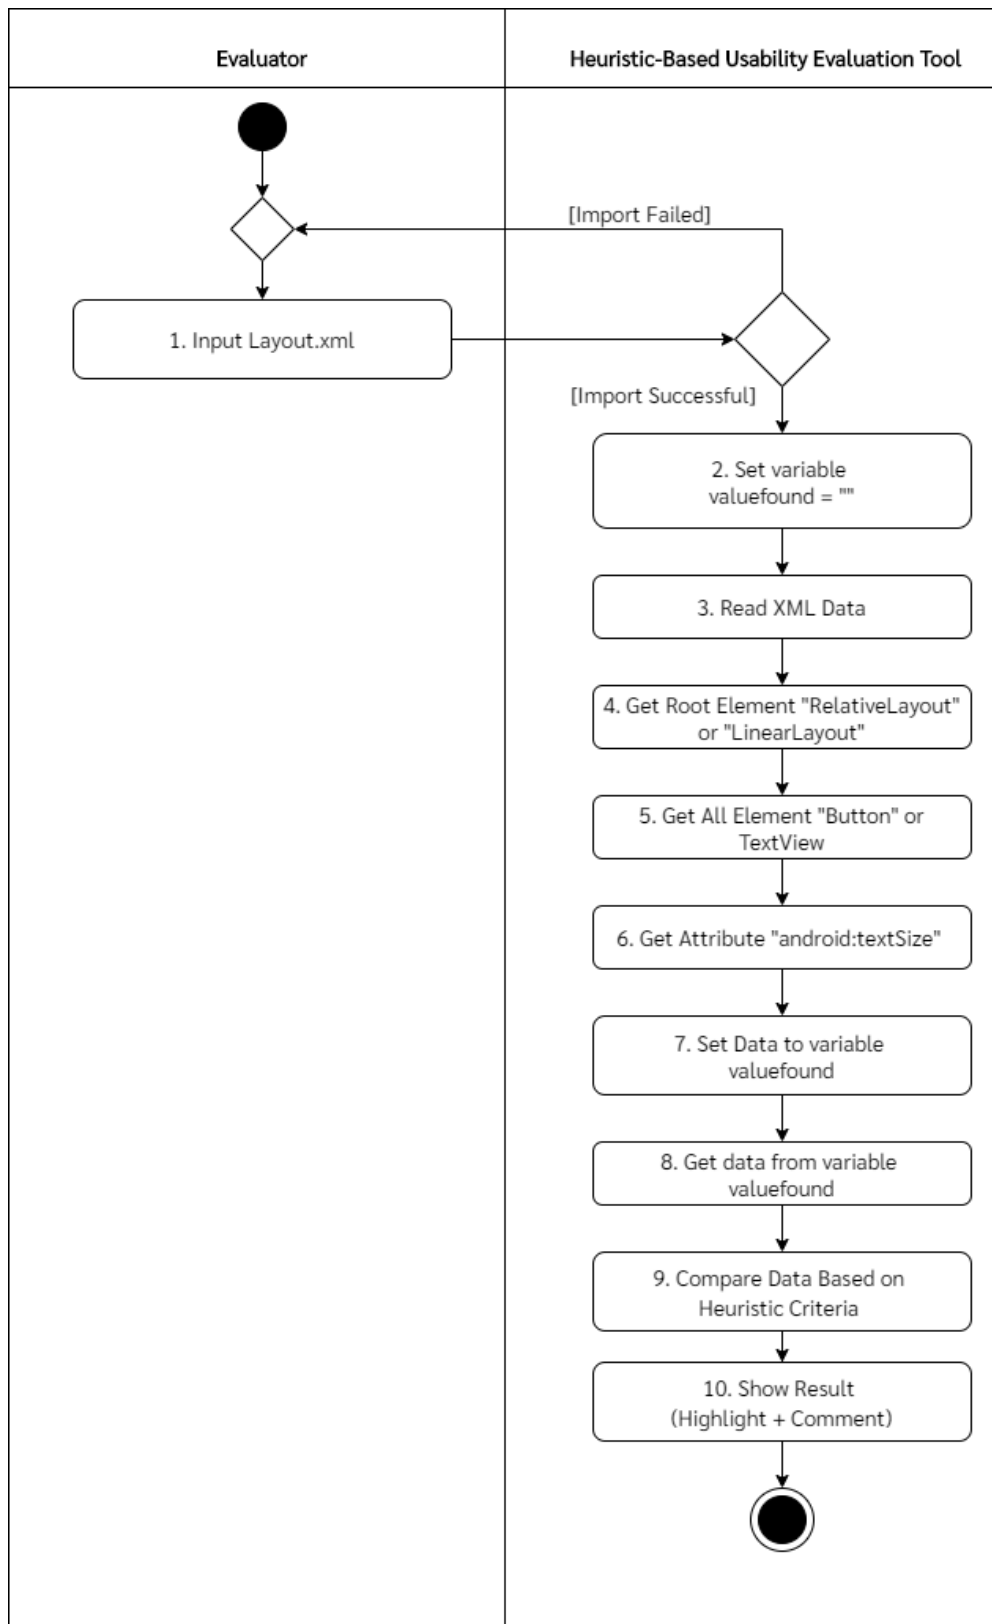 Evaluator
Heuristic-Based Usability Evaluation Tool
[Import Failed]
1. Input Layout.xml
[Import Successful]
2. Set variable
valuefound = ""
3. Read XML Data
4. Get Root Element "RelativeLayout"
or "LinearLayout"
5. Get All Element "Button" or
TextView
6. Get Attribute "android:textSize"
7. Set Data to variable
valuefound
8. Get data from variable
valuefound
9. Compare Data Based on
Heuristic Criteria
10. Show Result
(Highlight + Comment)